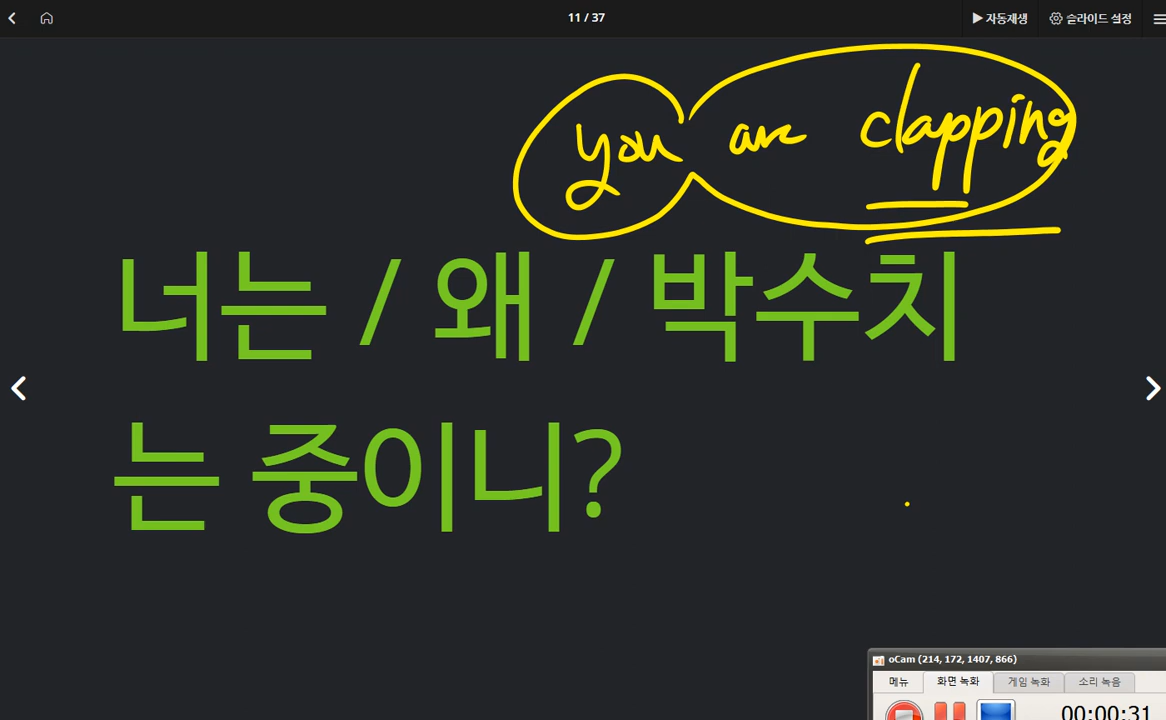 11 / 37
▶ 자동재생
슬라이드 설정
you are clapping
너는 / 왜 / 박수치
는 중이니?
oCam (214, 172, 1407, 866)
메뉴 화면 녹화 게임 녹화 소리 녹음
00:00:31